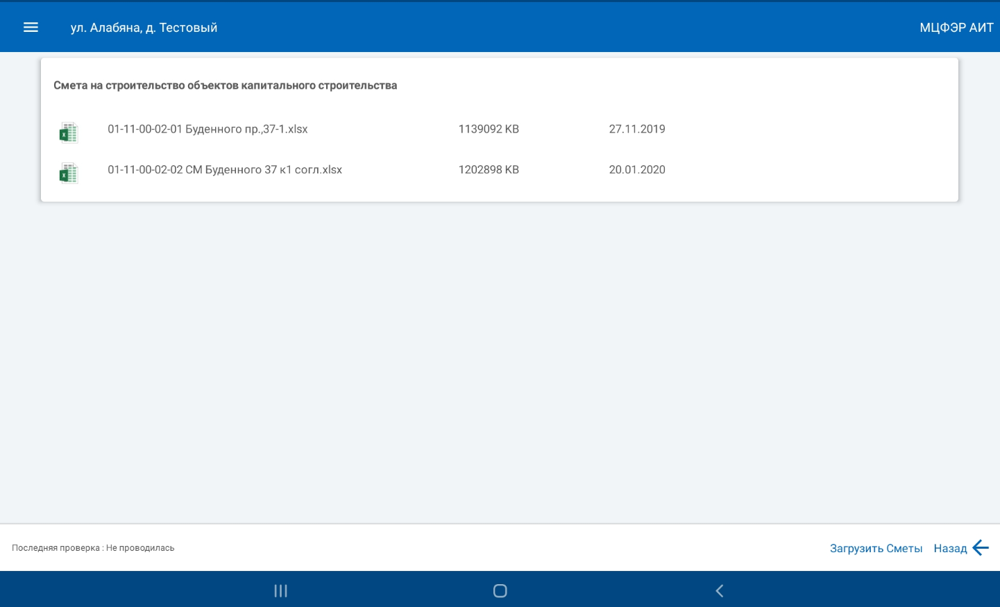 ул. Алабяна, д. Тестовый
МЦФЭР АИТ
Смета на строительство объектов капитального строительства
01-11-00-02-01 Буденного пр.,37-1.xlsx 1139092 KB 27.11.2019
01-11-00-02-02 СМ Буденного 37 к1 согл.xlsx 1202898 KB 20.01.2020
Последняя проверка : Не проводилась
Загрузить Сметы Назад